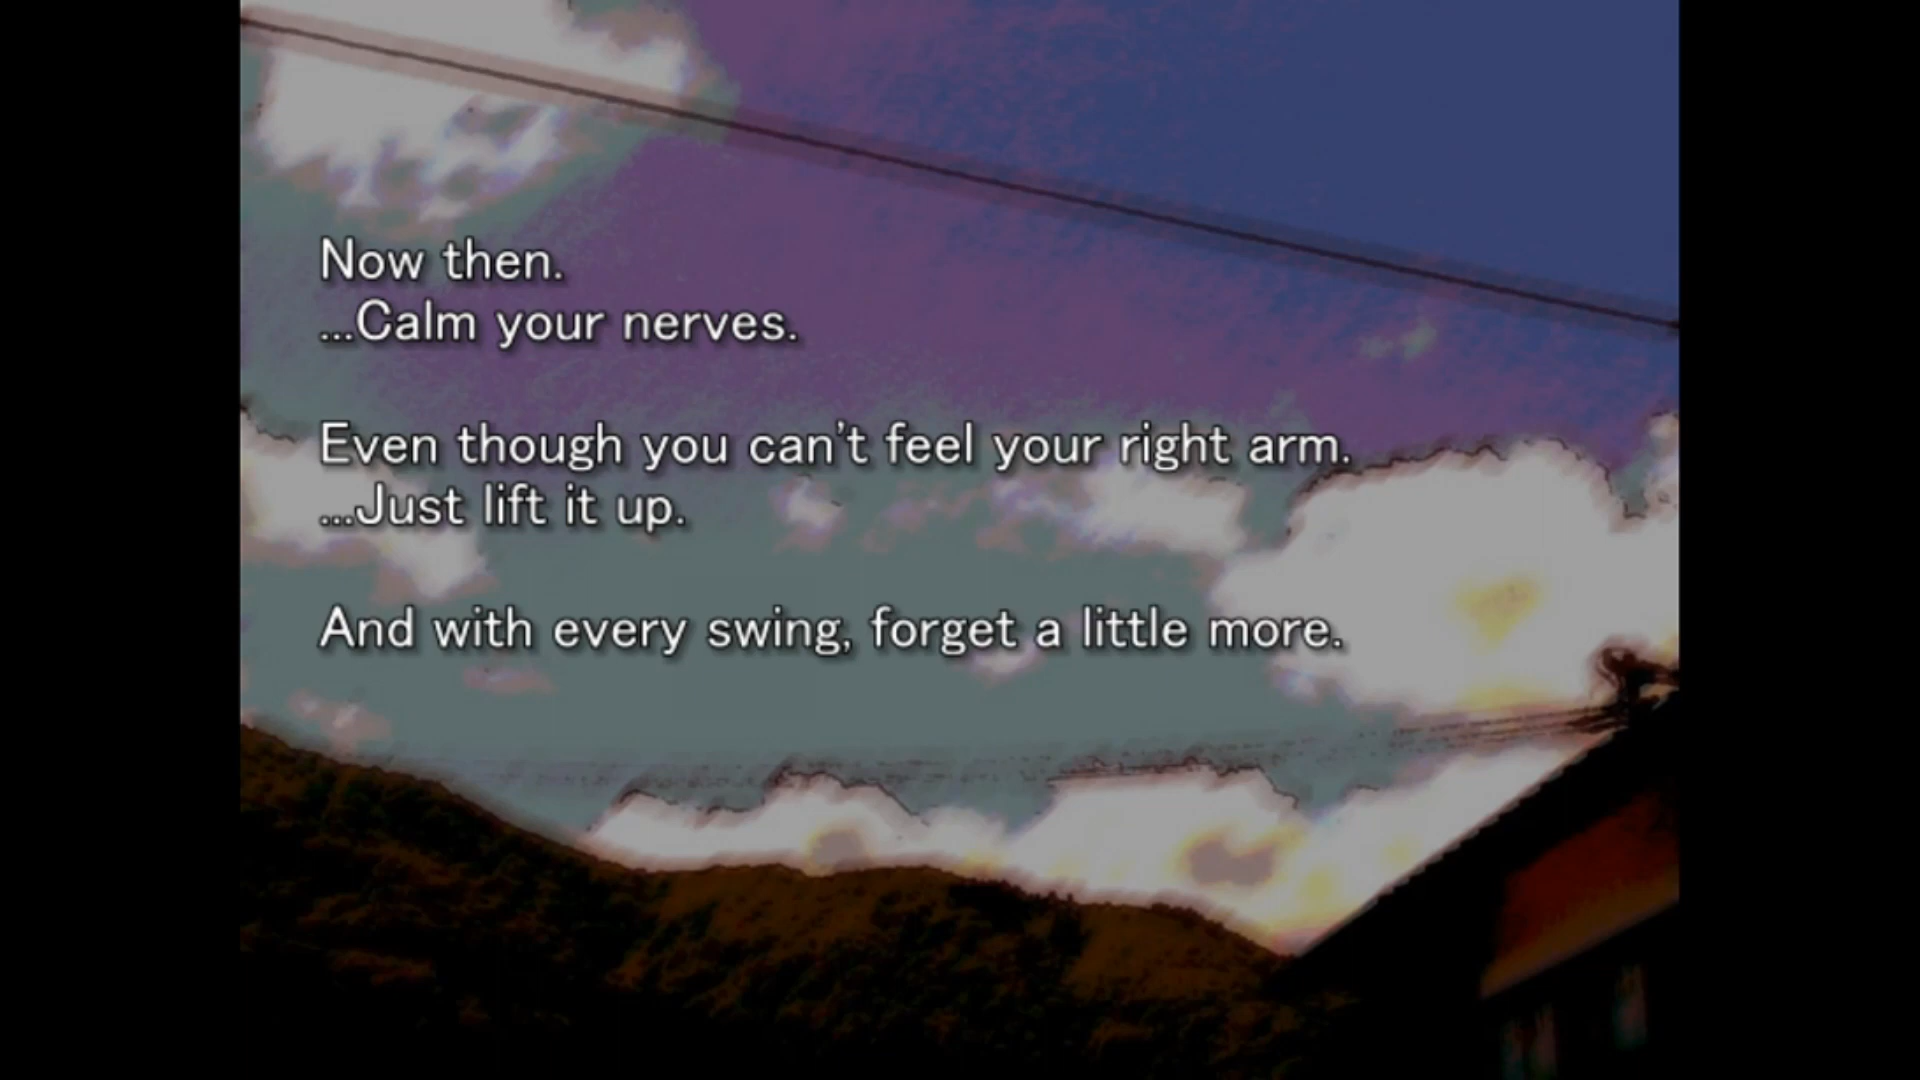 Now then.
...Calm your nerves.
Even though you can't feel your right arm.
...Just lift it up.
And with every swing, forget a little more.